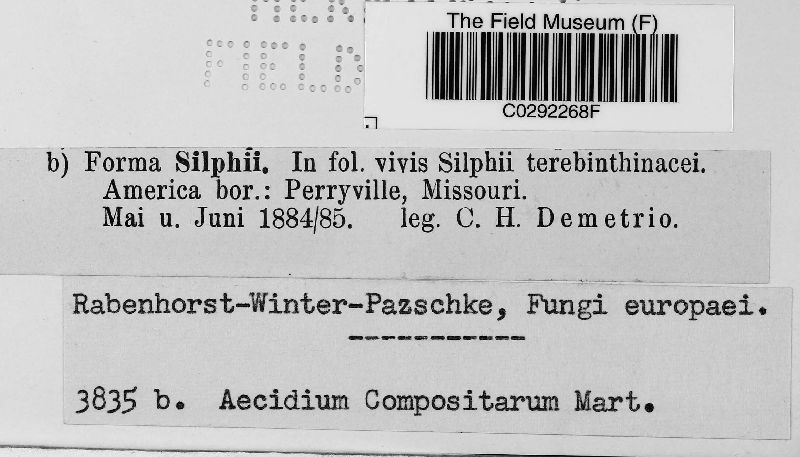 FIELD
The Field Museum (F)
C0292268F
b) Forma Silphii. In fol. vivis Silphii terebinthinacei.
America bor.: Perryville, Missouri.
Mai u. Juni 1884/85. leg. C. H. Demetrio.
Rabenhorst-Winter-Pazschke, Fungi europaei.
3835 b. Aecidium Compositarum Mart.